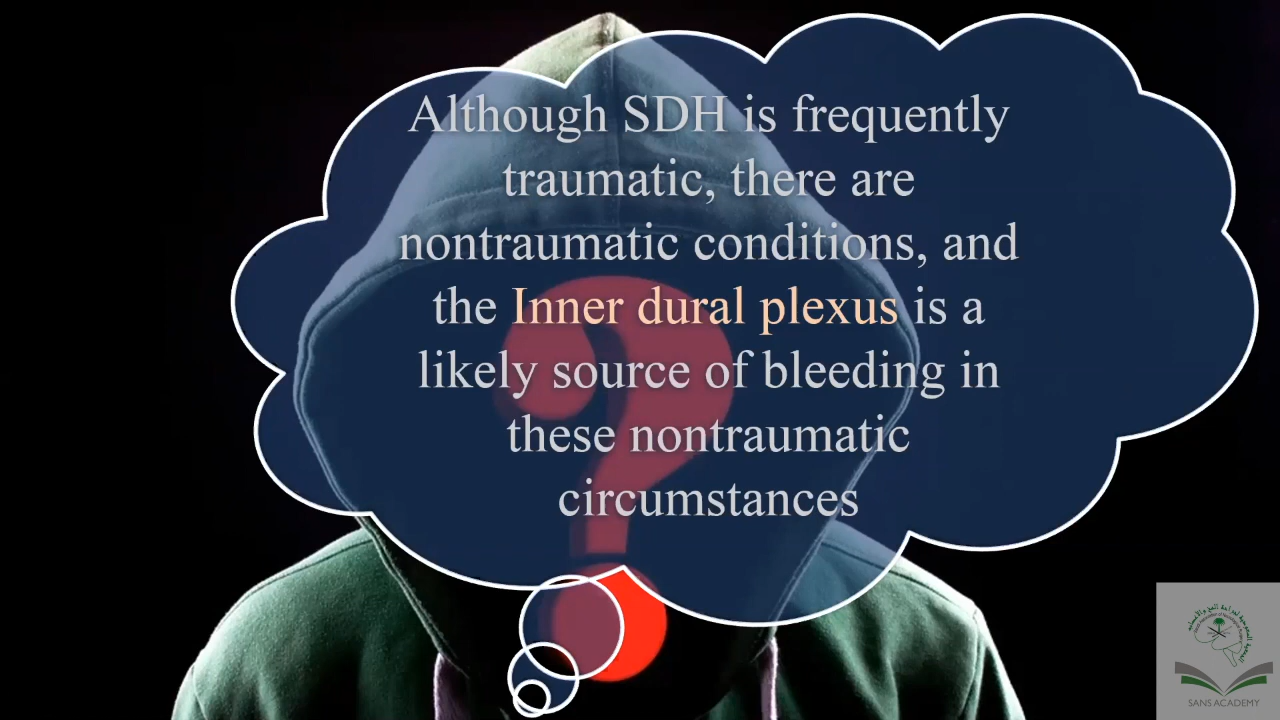 Although SDH is frequently
traumatic, there are
nontraumatic conditions, and
the Inner dural plexus is a
likely source of bleeding in
these nontraumatic
circumstances
SANS ACADEMY